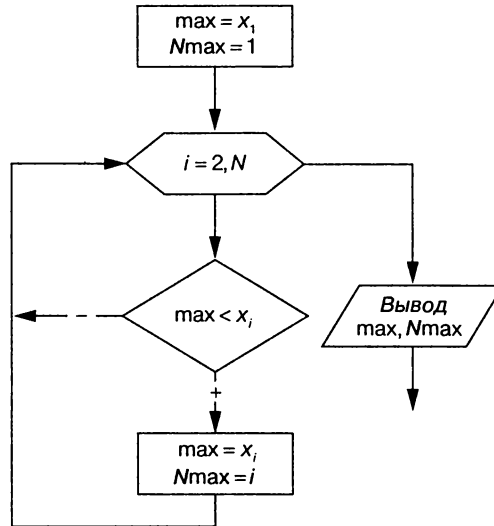 max = x₁
Nmax = 1
i = 2, N
max < xᵢ
–
+
max = xᵢ
Nmax = i
Вывод
max, Nmax